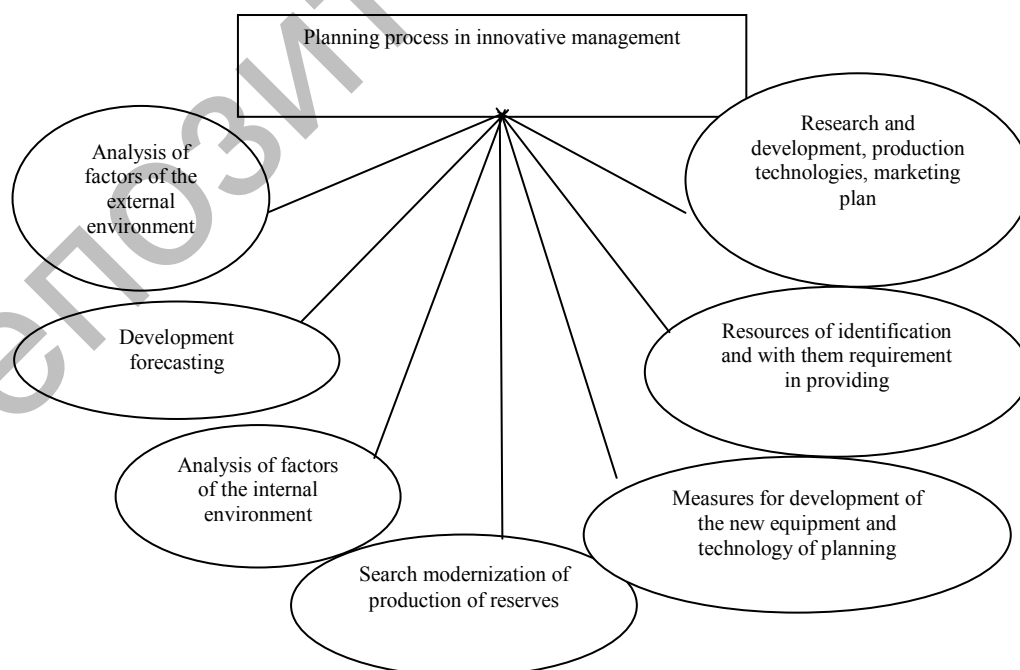 Planning process in innovative management
Analysis of
factors of the
external
environment
Development
forecasting
Analysis of factors
of the internal
environment
Search modernization of
production of reserves
Measures for development of
the new equipment and
technology of planning
Resources of identification
and with them requirement
in providing
Research and
development, production
technologies, marketing
plan
епозит